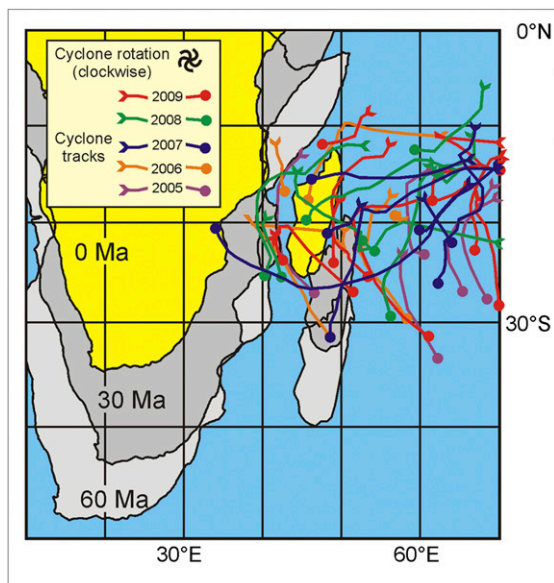 0°N
Cyclone rotation
(clockwise)
2009
2008
Cyclone
tracks
2007
2006
2005
0 Ma
30°S
30 Ma
60 Ma
30°E
60°E